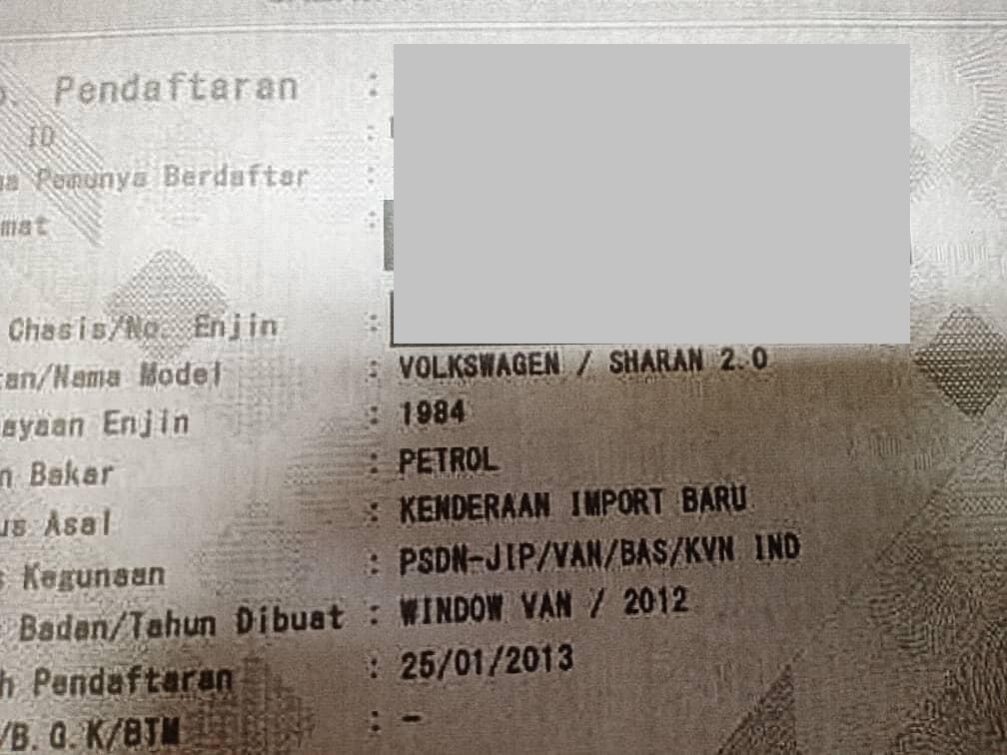 Pendaftaran :
ID :
Pemunya Berdaftar :
mat :
Chasis/No. Enjin :
an/Nama Model : VOLKSWAGEN / SHARAN 2.0
ayaan Enjin : 1984
n Bakar : PETROL
us Asal : KENDERAAN IMPORT BARU
s Kegunaan : PSDN-JIP/VAN/BAS/KVN IND
Badan/Tahun Dibuat : WINDOW VAN / 2012
h Pendaftaran : 25/01/2013
/B.G.K/BTM : -